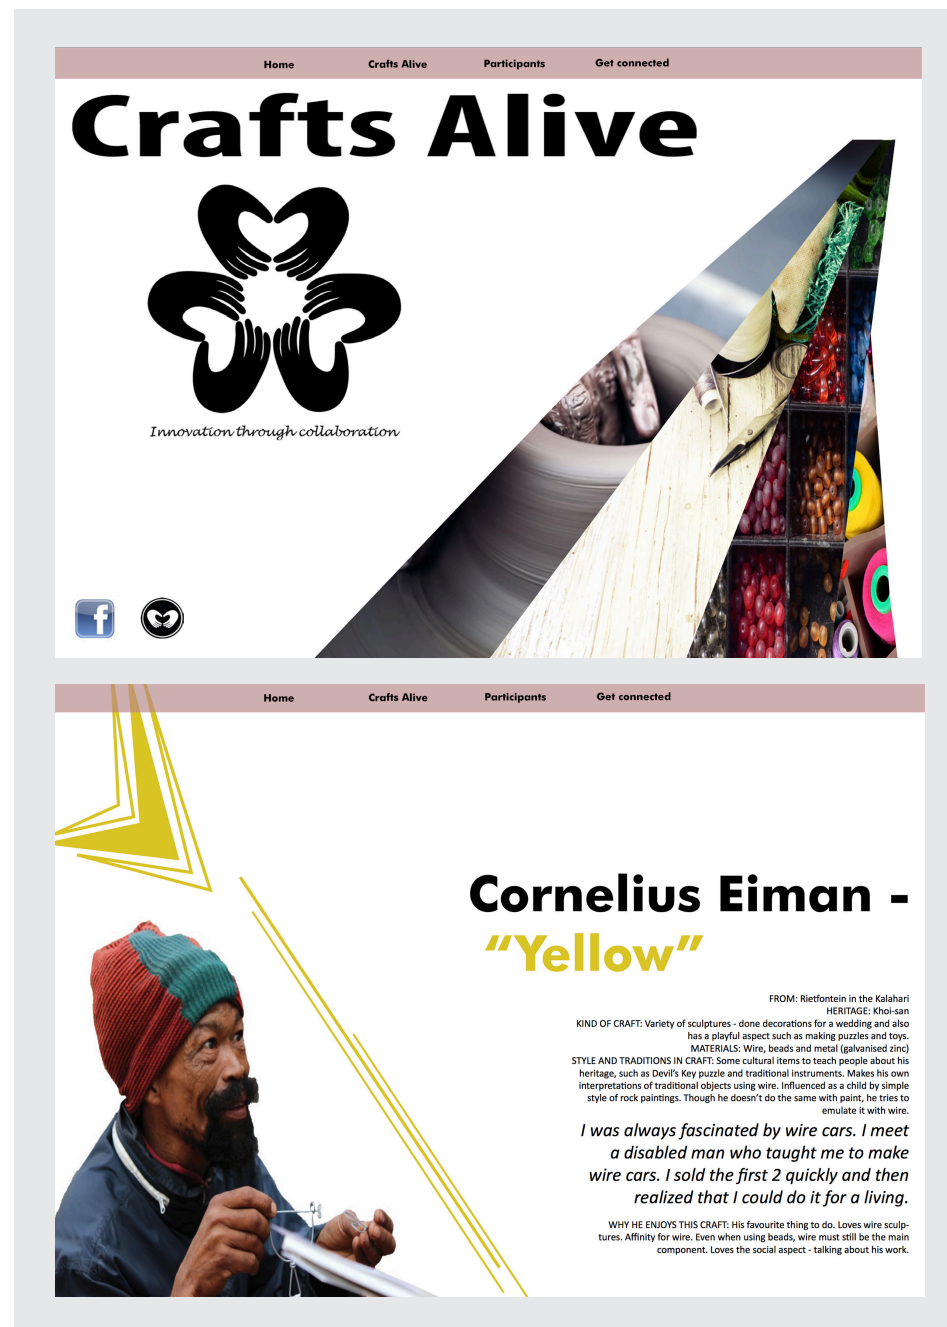 Home Crafts Alive Participants Get connected
Crafts Alive
Innovation through collaboration
f
Home Crafts Alive Participants Get connected
Cornelius Eiman -
“Yellow”
FROM: Rietfontein in the Kalahari
HERITAGE: Khoi-san
KIND OF CRAFT: Variety of sculptures - done decorations for a wedding and also
has a playful aspect such as making puzzles and toys.
MATERIALS: Wire, beads and metal (galvanised zinc)
STYLE AND TRADITIONS IN CRAFT: Some cultural items to teach people about his
heritage, such as Devil’s Key puzzle and traditional instruments. Makes his own
interpretations of traditional objects using wire. Influenced as a child by simple
style of rock paintings. Though he doesn’t do the same with paint, he tries to
emulate it with wire.
I was always fascinated by wire cars. I meet
a disabled man who taught me to make
wire cars. I sold the first 2 quickly and then
realized that I could do it for a living.
WHY HE ENJOYS THIS CRAFT: His favourite thing to do. Loves wire sculp-
tures. Affinity for wire. Even when using beads, wire must still be the main
component. Loves the social aspect - talking about his work.